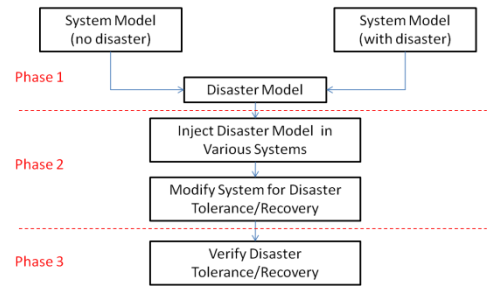 System Model
(no disaster)
System Model
(with disaster)
Phase 1
Disaster Model
Inject Disaster Model in
Various Systems
Phase 2
Modify System for Disaster
Tolerance/Recovery
Verify Disaster
Tolerance/Recovery
Phase 3